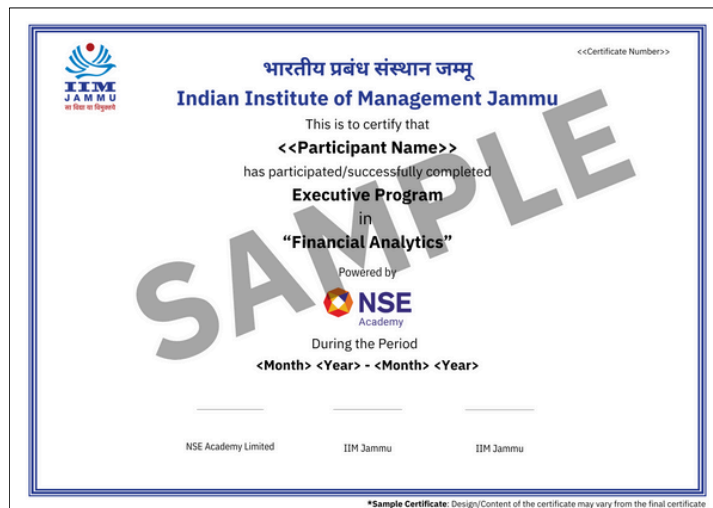 <<Certificate Number>>
IIM
JAMMU
सा विद्या या विमुक्तये
भारतीय प्रबंध संस्थान जम्मू
Indian Institute of Management Jammu
This is to certify that
<<Participant Name>>
has participated/successfully completed
Executive Program
in
“Financial Analytics”
SAMPLE
Powered by
NSE
Academy
During the Period
<Month> <Year> - <Month> <Year>
NSE Academy Limited IIM Jammu IIM Jammu
*Sample Certificate: Design/Content of the certificate may vary from the final certificate